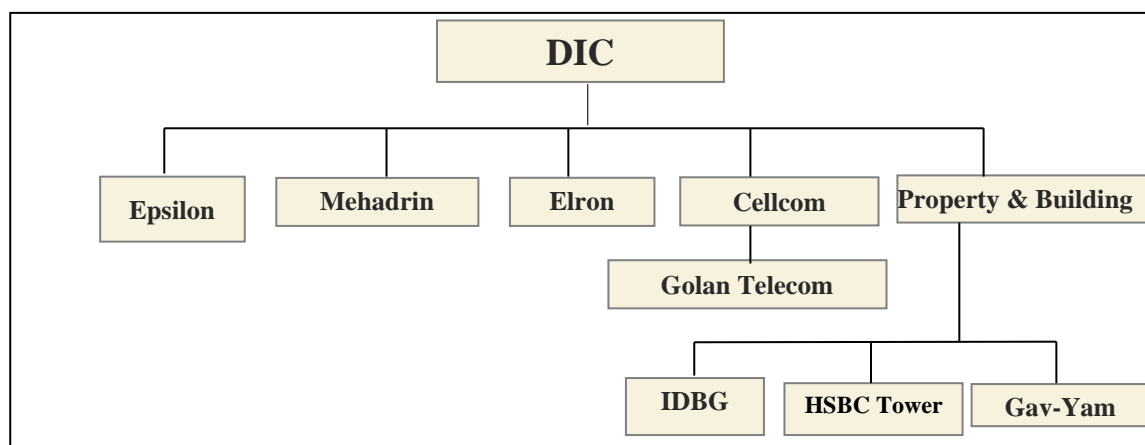 DIC
Epsilon
Mehadrin
Elron
Cellcom
Property & Building
Golan Telecom
IDBG
HSBC Tower
Gav-Yam